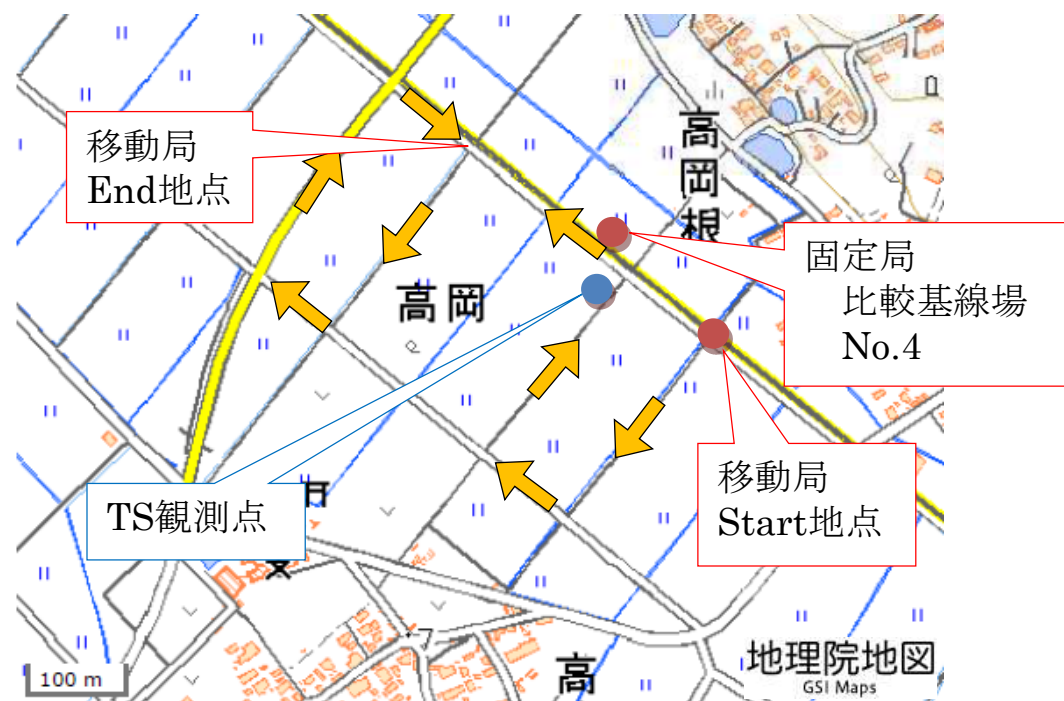 移動局
End地点
高岡根
固定局
比較基線場
No.4
高岡
TS観測点
移動局
Start地点
高
地理院地図
GSI Maps
100 m